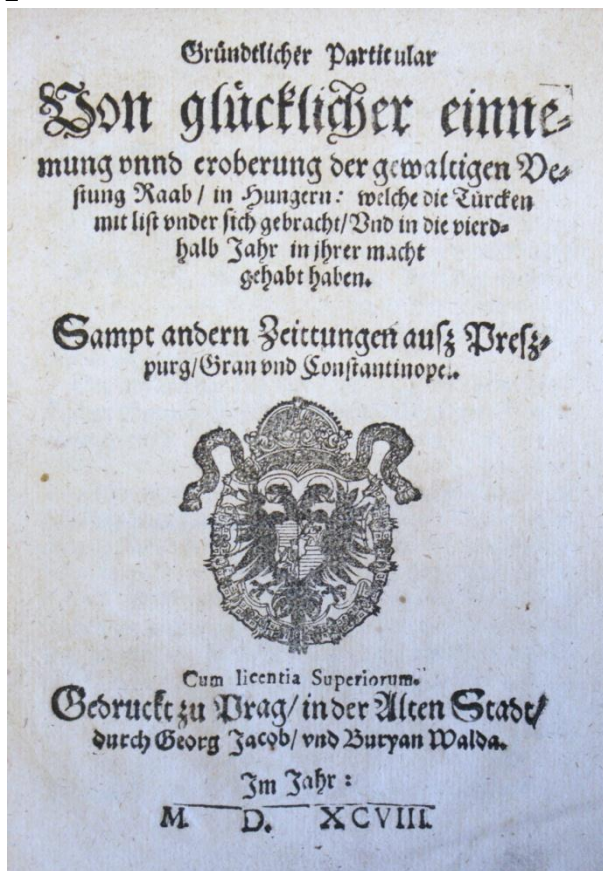 Gründtlicher Particular
Von glücklicher einne-
mung vnnd eroberung der gewaltigen Ve-
stung Raab / in Hungern: welche die Türcken
mit list vnder sich gebracht/Vnd in die vierd-
halb Jahr in jhrer macht
gehabt haben.
Sampt andern Zeittungen ausz Presz-
purg/Gran vnd Constantinopel.
Cum licentia Superiorum.
Gedruckt zu Prag/ in der Alten Stadt/
durch Georg Jacob/ vnd Buryan Walda.
Im Jahr :
M. D. XCVIII.